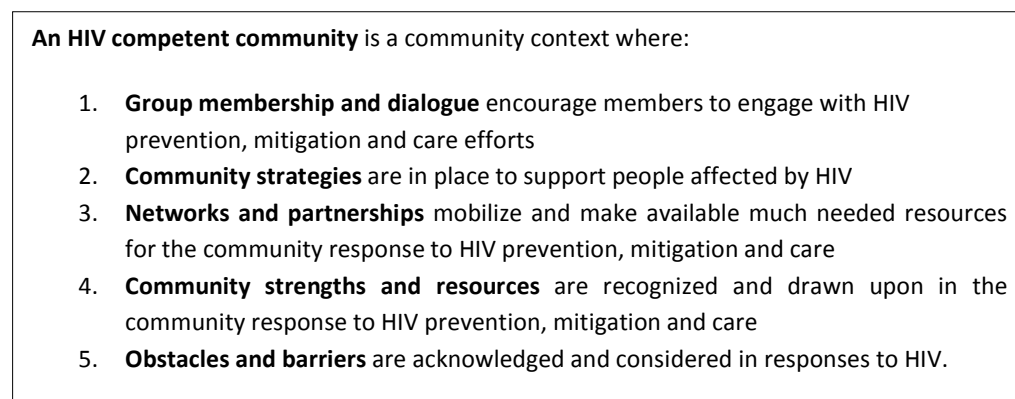 An HIV competent community is a community context where:
1. Group membership and dialogue encourage members to engage with HIV
prevention, mitigation and care efforts
2. Community strategies are in place to support people affected by HIV
3. Networks and partnerships mobilize and make available much needed resources
for the community response to HIV prevention, mitigation and care
4. Community strengths and resources are recognized and drawn upon in the
community response to HIV prevention, mitigation and care
5. Obstacles and barriers are acknowledged and considered in responses to HIV.